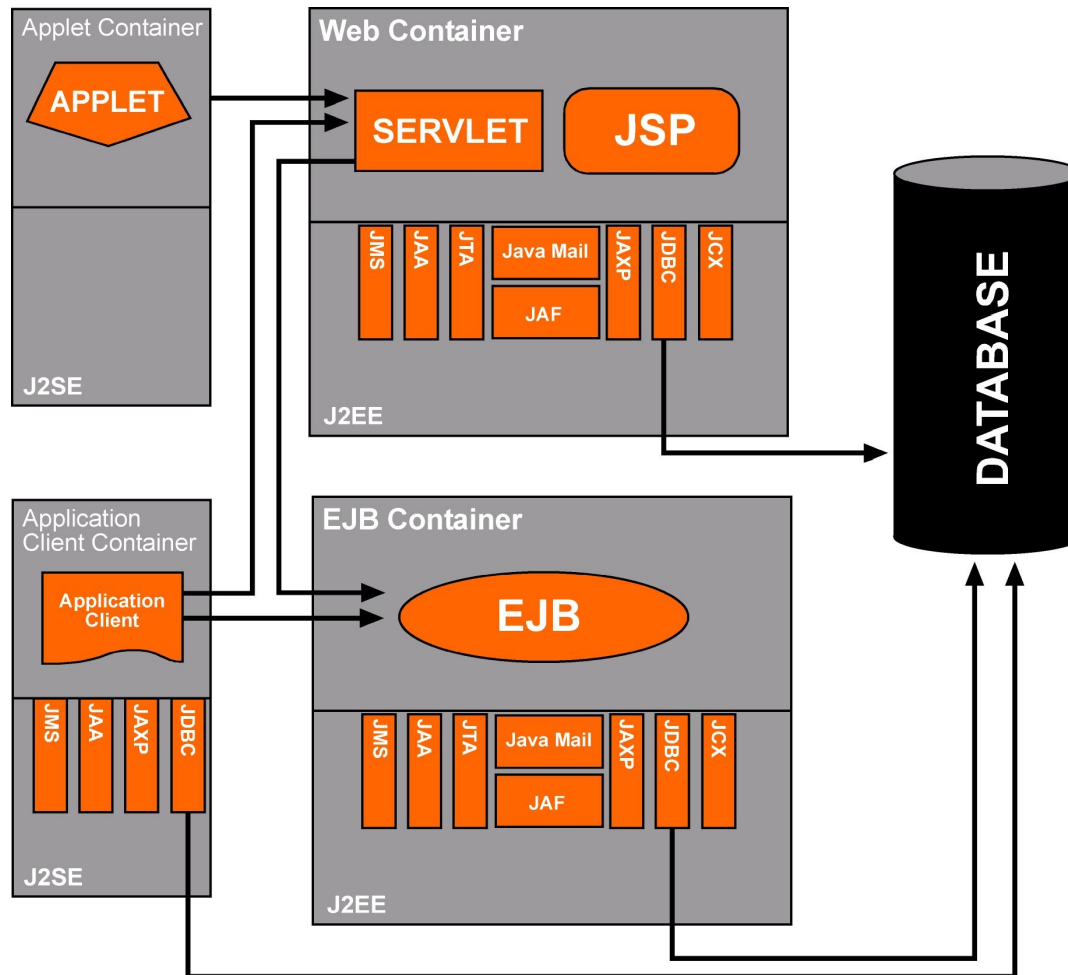 Applet Container
APPLET
J2SE
Web Container
SERVLET
JSP
JMS
JAA
JTA
Java Mail
JAF
JAXP
JDBC
JCX
J2EE
DATABASE
Application
Client Container
Application
Client
JMS
JAA
JAXP
JDBC
J2SE
EJB Container
EJB
JMS
JAA
JTA
Java Mail
JAF
JAXP
JDBC
JCX
J2EE